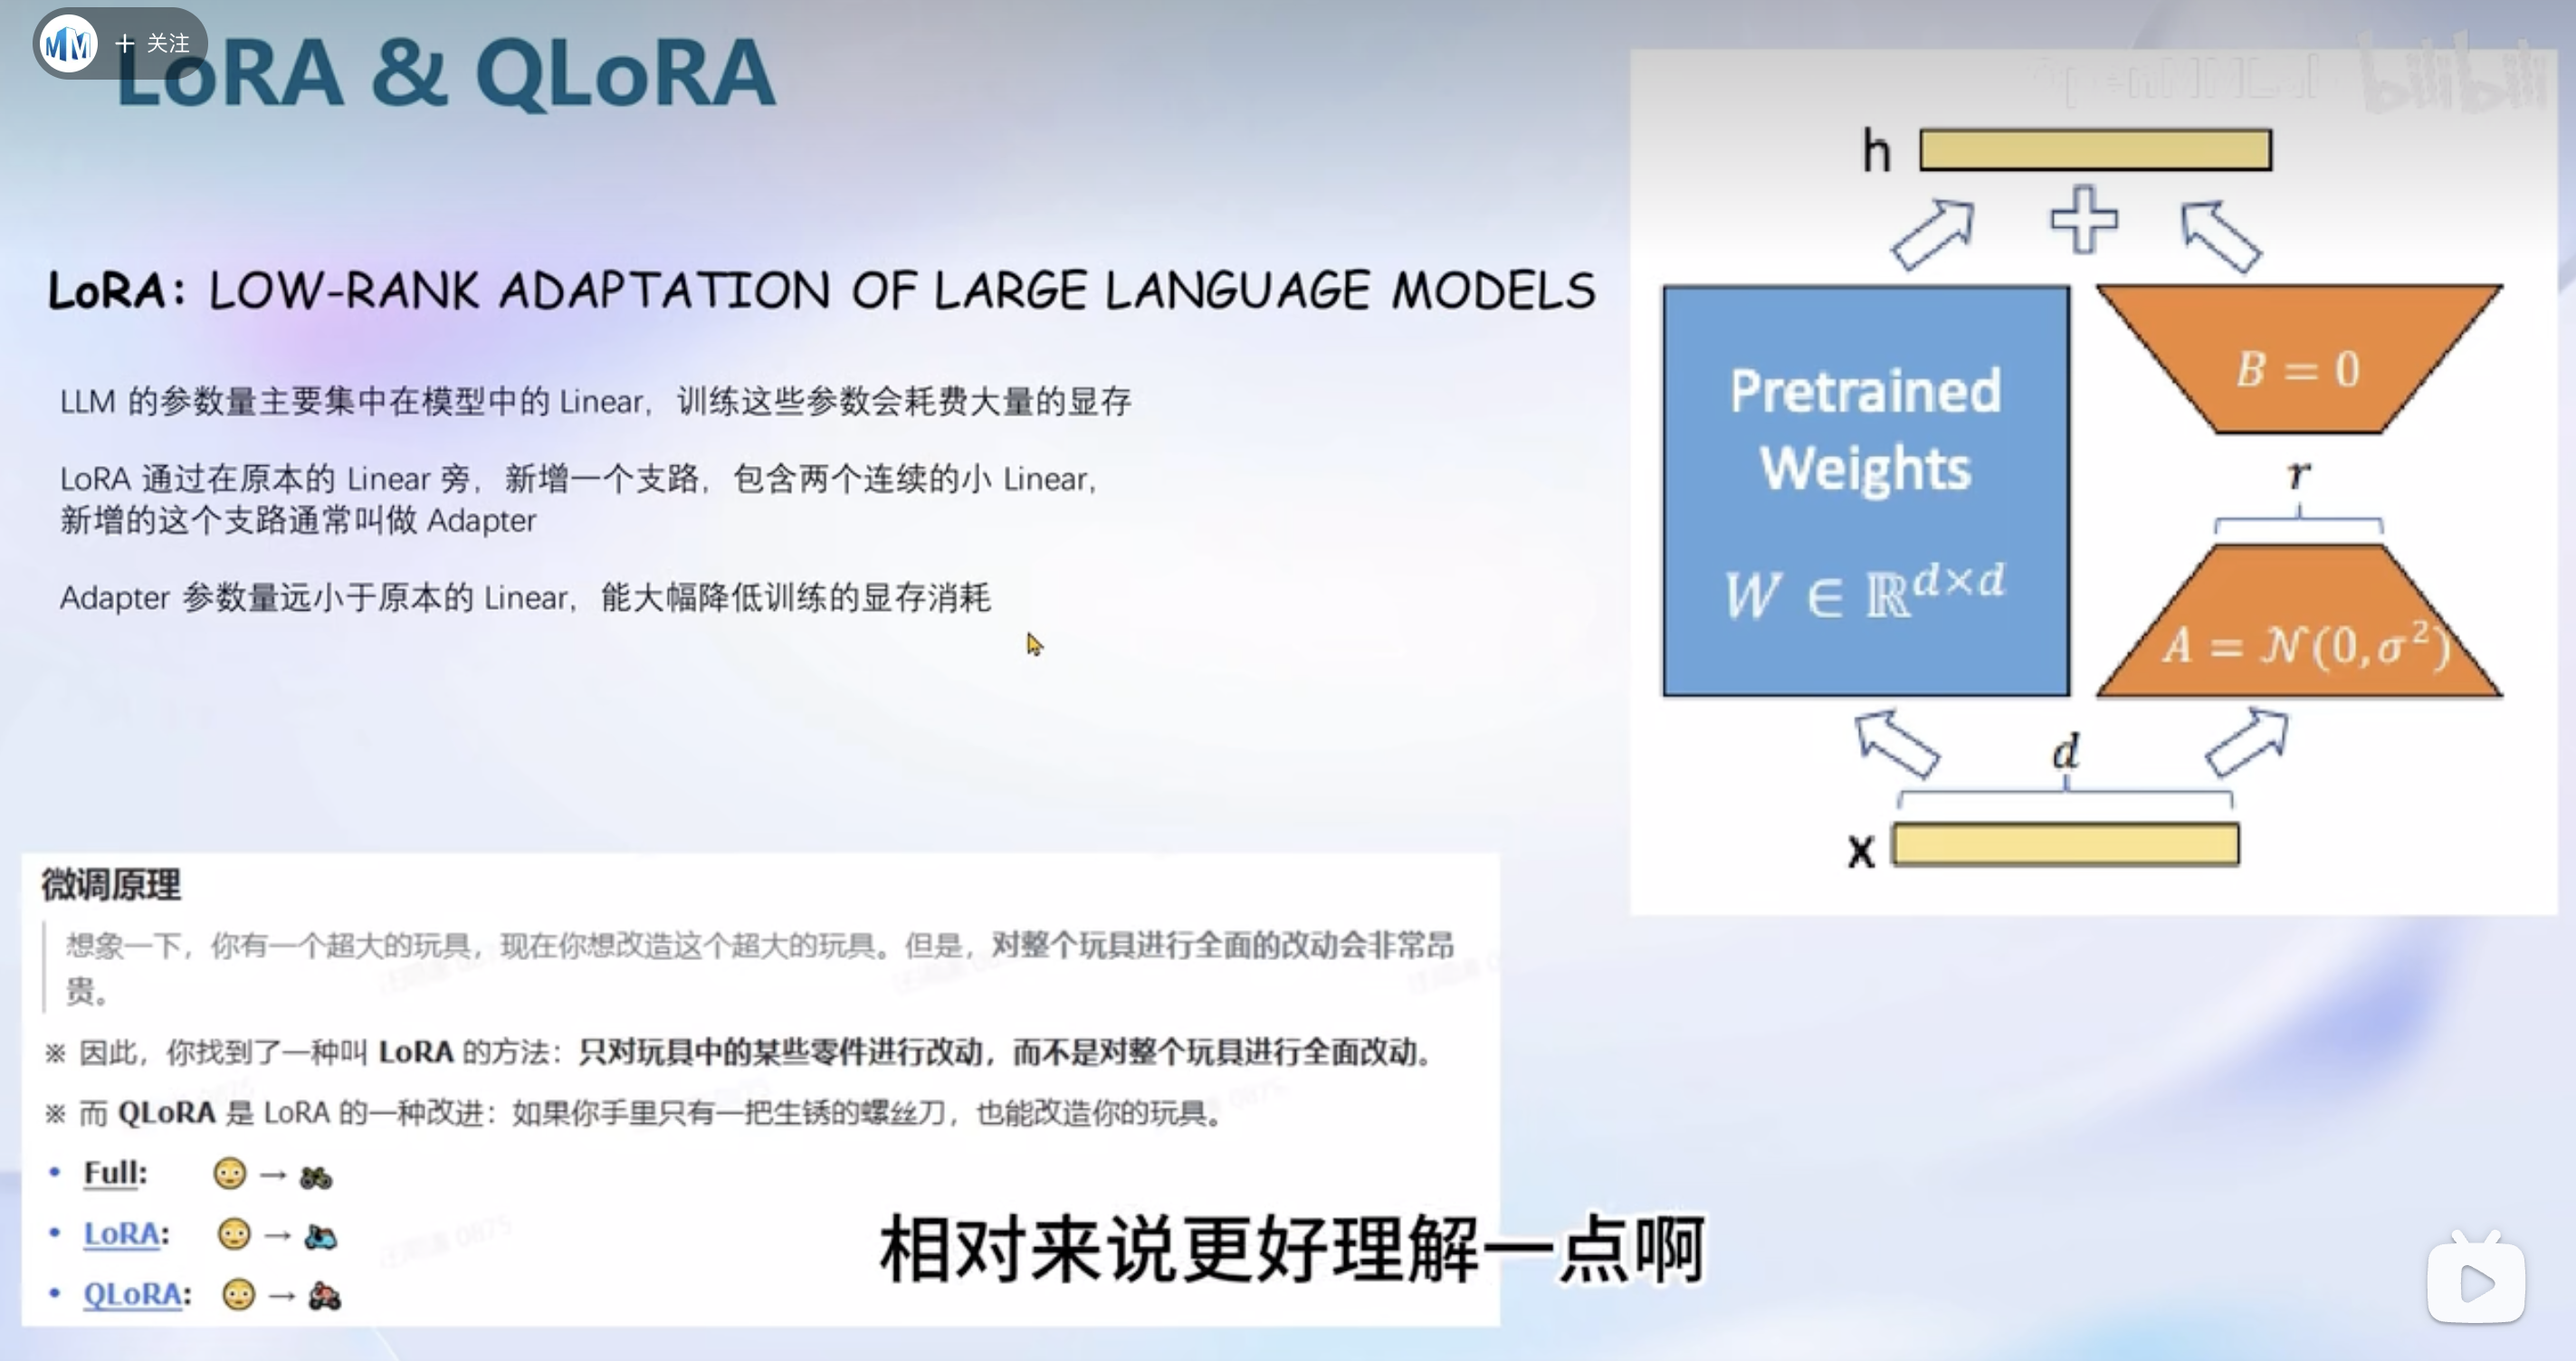 + 关注
LoRA & QLoRA
bilibili
LoRA: LOW-RANK ADAPTATION OF LARGE LANGUAGE MODELS
LLM 的参数量主要集中在模型中的 Linear，训练这些参数会耗费大量的显存
LoRA 通过在原本的 Linear 旁，新增一个支路，包含两个连续的小 Linear，
新增的这个支路通常叫做 Adapter
Adapter 参数量远小于原本的 Linear，能大幅降低训练的显存消耗
h
Pretrained
Weights
W ∈ ℝ^{d×d}
B = 0
r
A = 𝒩(0, σ²)
d
x
微调原理
想象一下，你有一个超大的玩具，现在你想改造这个超大的玩具。但是，对整个玩具进行全面的改动会非常昂
贵。
※ 因此，你找到了一种叫 LoRA 的方法：只对玩具中的某些零件进行改动，而不是对整个玩具进行全面改动。
※ 而 QLoRA 是 LoRA 的一种改进：如果你手里只有一把生锈的螺丝刀，也能改造你的玩具。
• Full: 😳 → 🏍
• LoRA: 😳 → 🛵
• QLoRA: 😳 → 🏍
相对来说更好理解一点啊